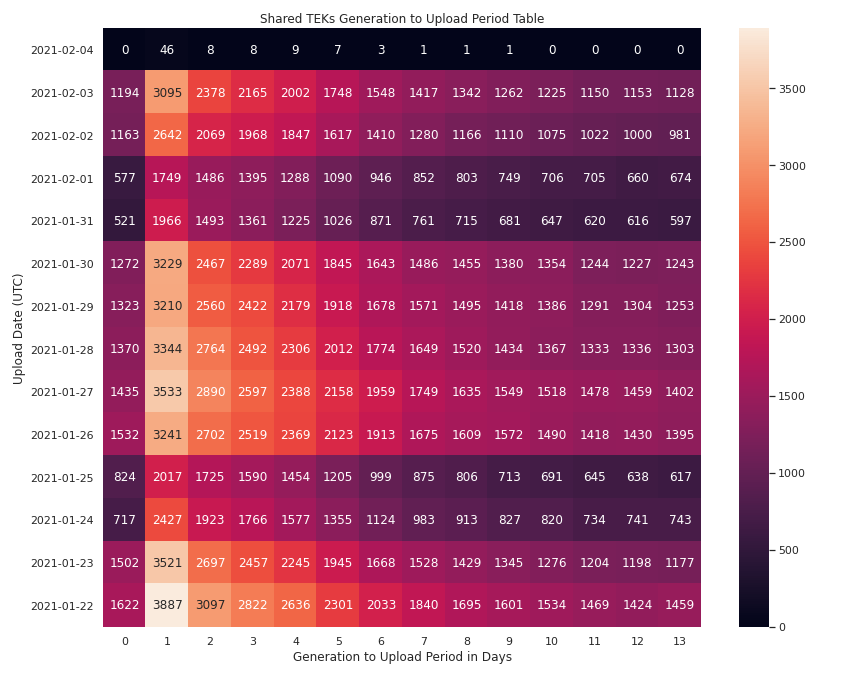 Shared TEKs Generation to Upload Period Table
2021-02-04 0 46 8 8 9 7 3 1 1 1 0 0 0 0
2021-02-03 1194 3095 2378 2165 2002 1748 1548 1417 1342 1262 1225 1150 1153 1128
2021-02-02 1163 2642 2069 1968 1847 1617 1410 1280 1166 1110 1075 1022 1000 981
2021-02-01 577 1749 1486 1395 1288 1090 946 852 803 749 706 705 660 674
2021-01-31 521 1966 1493 1361 1225 1026 871 761 715 681 647 620 616 597
2021-01-30 1272 3229 2467 2289 2071 1845 1643 1486 1455 1380 1354 1244 1227 1243
2021-01-29 1323 3210 2560 2422 2179 1918 1678 1571 1495 1418 1386 1291 1304 1253
2021-01-28 1370 3344 2764 2492 2306 2012 1774 1649 1520 1434 1367 1333 1336 1303
2021-01-27 1435 3533 2890 2597 2388 2158 1959 1749 1635 1549 1518 1478 1459 1402
2021-01-26 1532 3241 2702 2519 2369 2123 1913 1675 1609 1572 1490 1418 1430 1395
2021-01-25 824 2017 1725 1590 1454 1205 999 875 806 713 691 645 638 617
2021-01-24 717 2427 1923 1766 1577 1355 1124 983 913 827 820 734 741 743
2021-01-23 1502 3521 2697 2457 2245 1945 1668 1528 1429 1345 1276 1204 1198 1177
2021-01-22 1622 3887 3097 2822 2636 2301 2033 1840 1695 1601 1534 1469 1424 1459
0 1 2 3 4 5 6 7 8 9 10 11 12 13
Generation to Upload Period in Days
Upload Date (UTC)
3500
3000
2500
2000
1500
1000
500
0